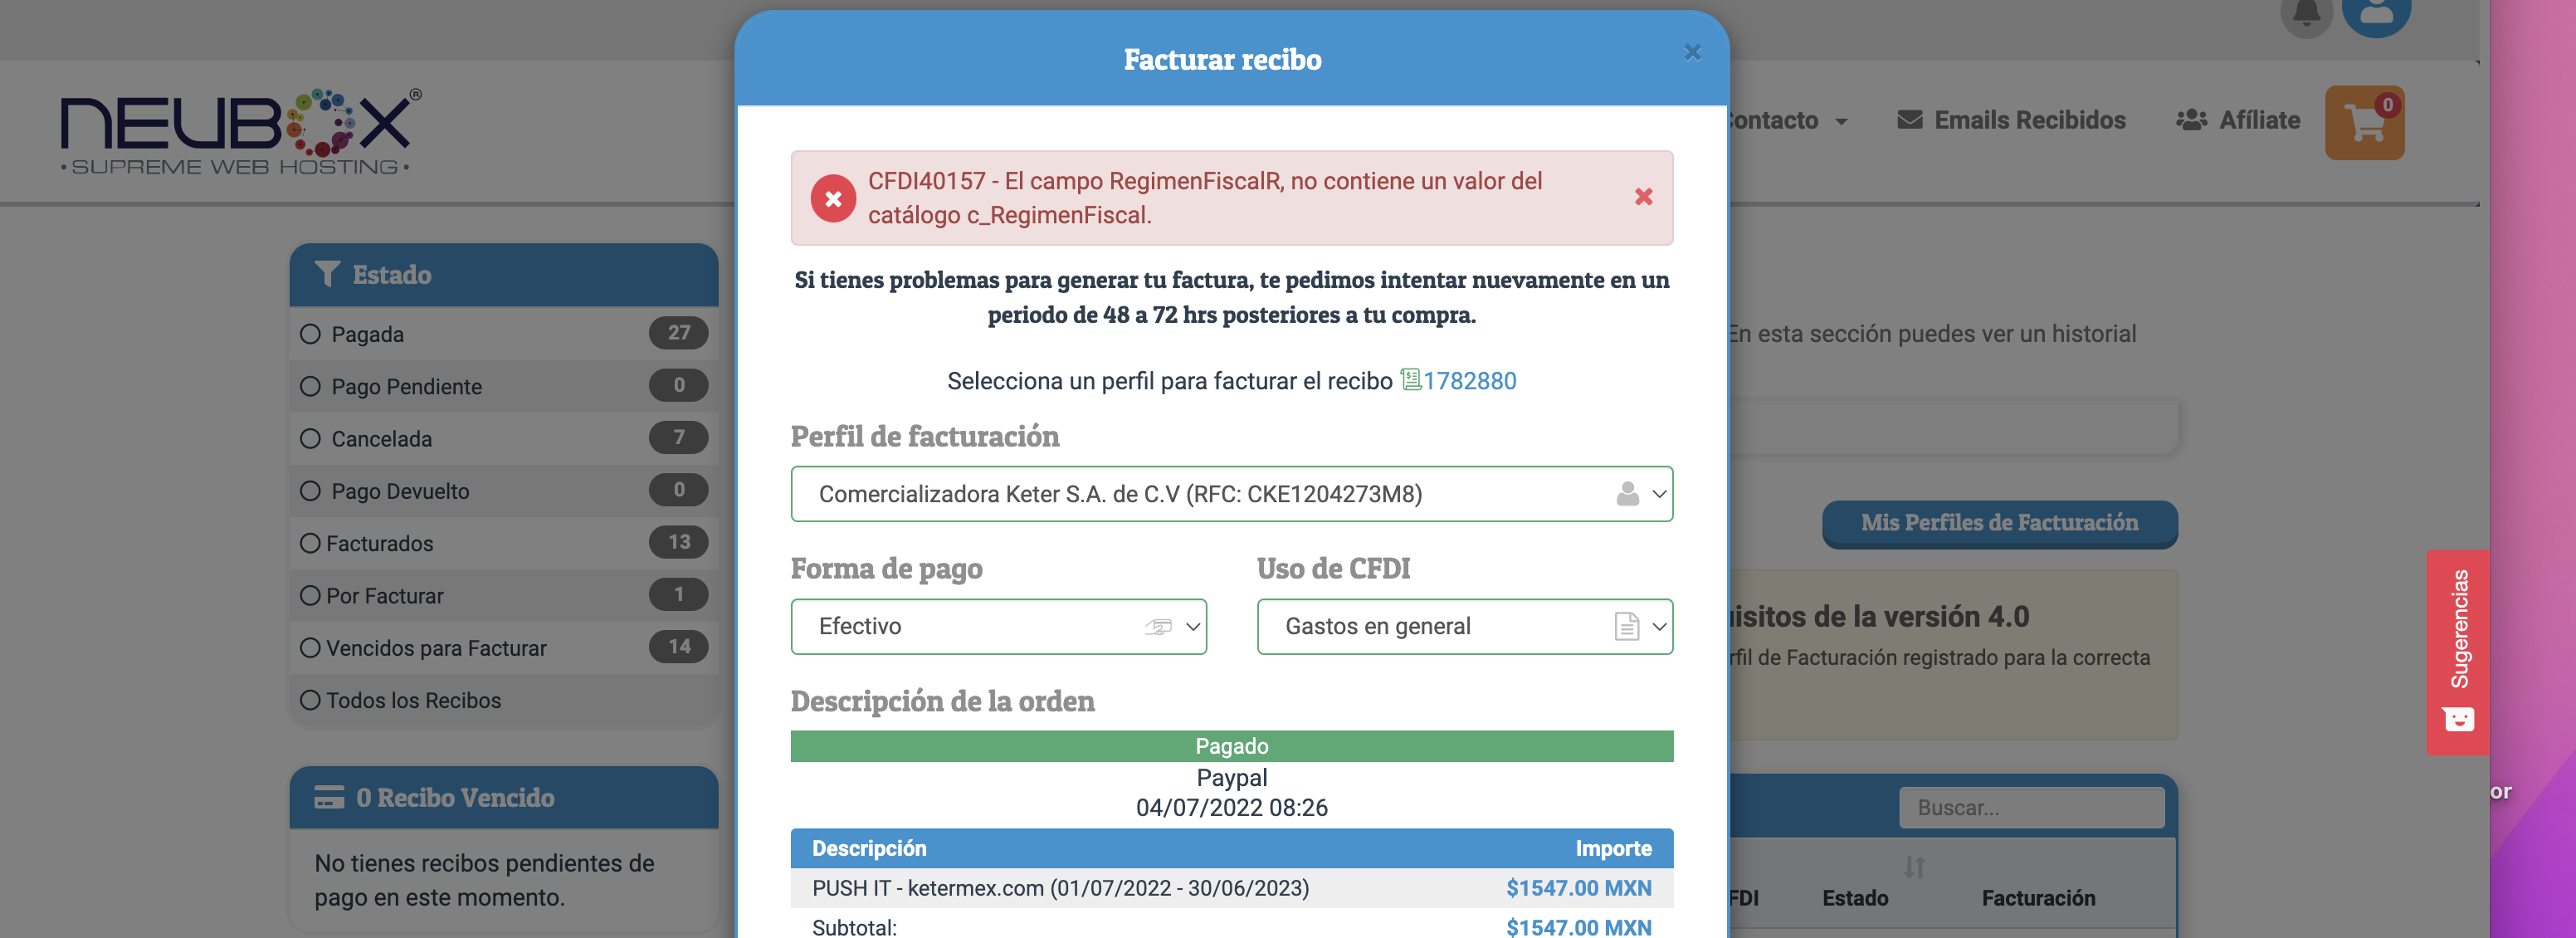 NEUBOX®
• SUPREME WEB HOSTING •
Contacto
Emails Recibidos
Afíliate
0
Estado
Pagada 27
Pago Pendiente 0
Cancelada 7
Pago Devuelto 0
Facturados 13
Por Facturar 1
Vencidos para Facturar 14
Todos los Recibos
0 Recibo Vencido
No tienes recibos pendientes de
pago en este momento.
Facturar recibo
CFDI40157 - El campo RegimenFiscalR, no contiene un valor del
catálogo c_RegimenFiscal.
Si tienes problemas para generar tu factura, te pedimos intentar nuevamente en un
periodo de 48 a 72 hrs posteriores a tu compra.
Selecciona un perfil para facturar el recibo 1782880
Perfil de facturación
Comercializadora Keter S.A. de C.V (RFC: CKE1204273M8)
Forma de pago
Efectivo
Uso de CFDI
Gastos en general
Descripción de la orden
Pagado
Paypal
04/07/2022 08:26
Descripción Importe
PUSH IT - ketermex.com (01/07/2022 - 30/06/2023) $1547.00 MXN
Subtotal: $1547.00 MXN
En esta sección puedes ver un historial
Mis Perfiles de Facturación
isitos de la versión 4.0
rfil de Facturación registrado para la correcta
Buscar...
FDI Estado Facturación
Sugerencias
or